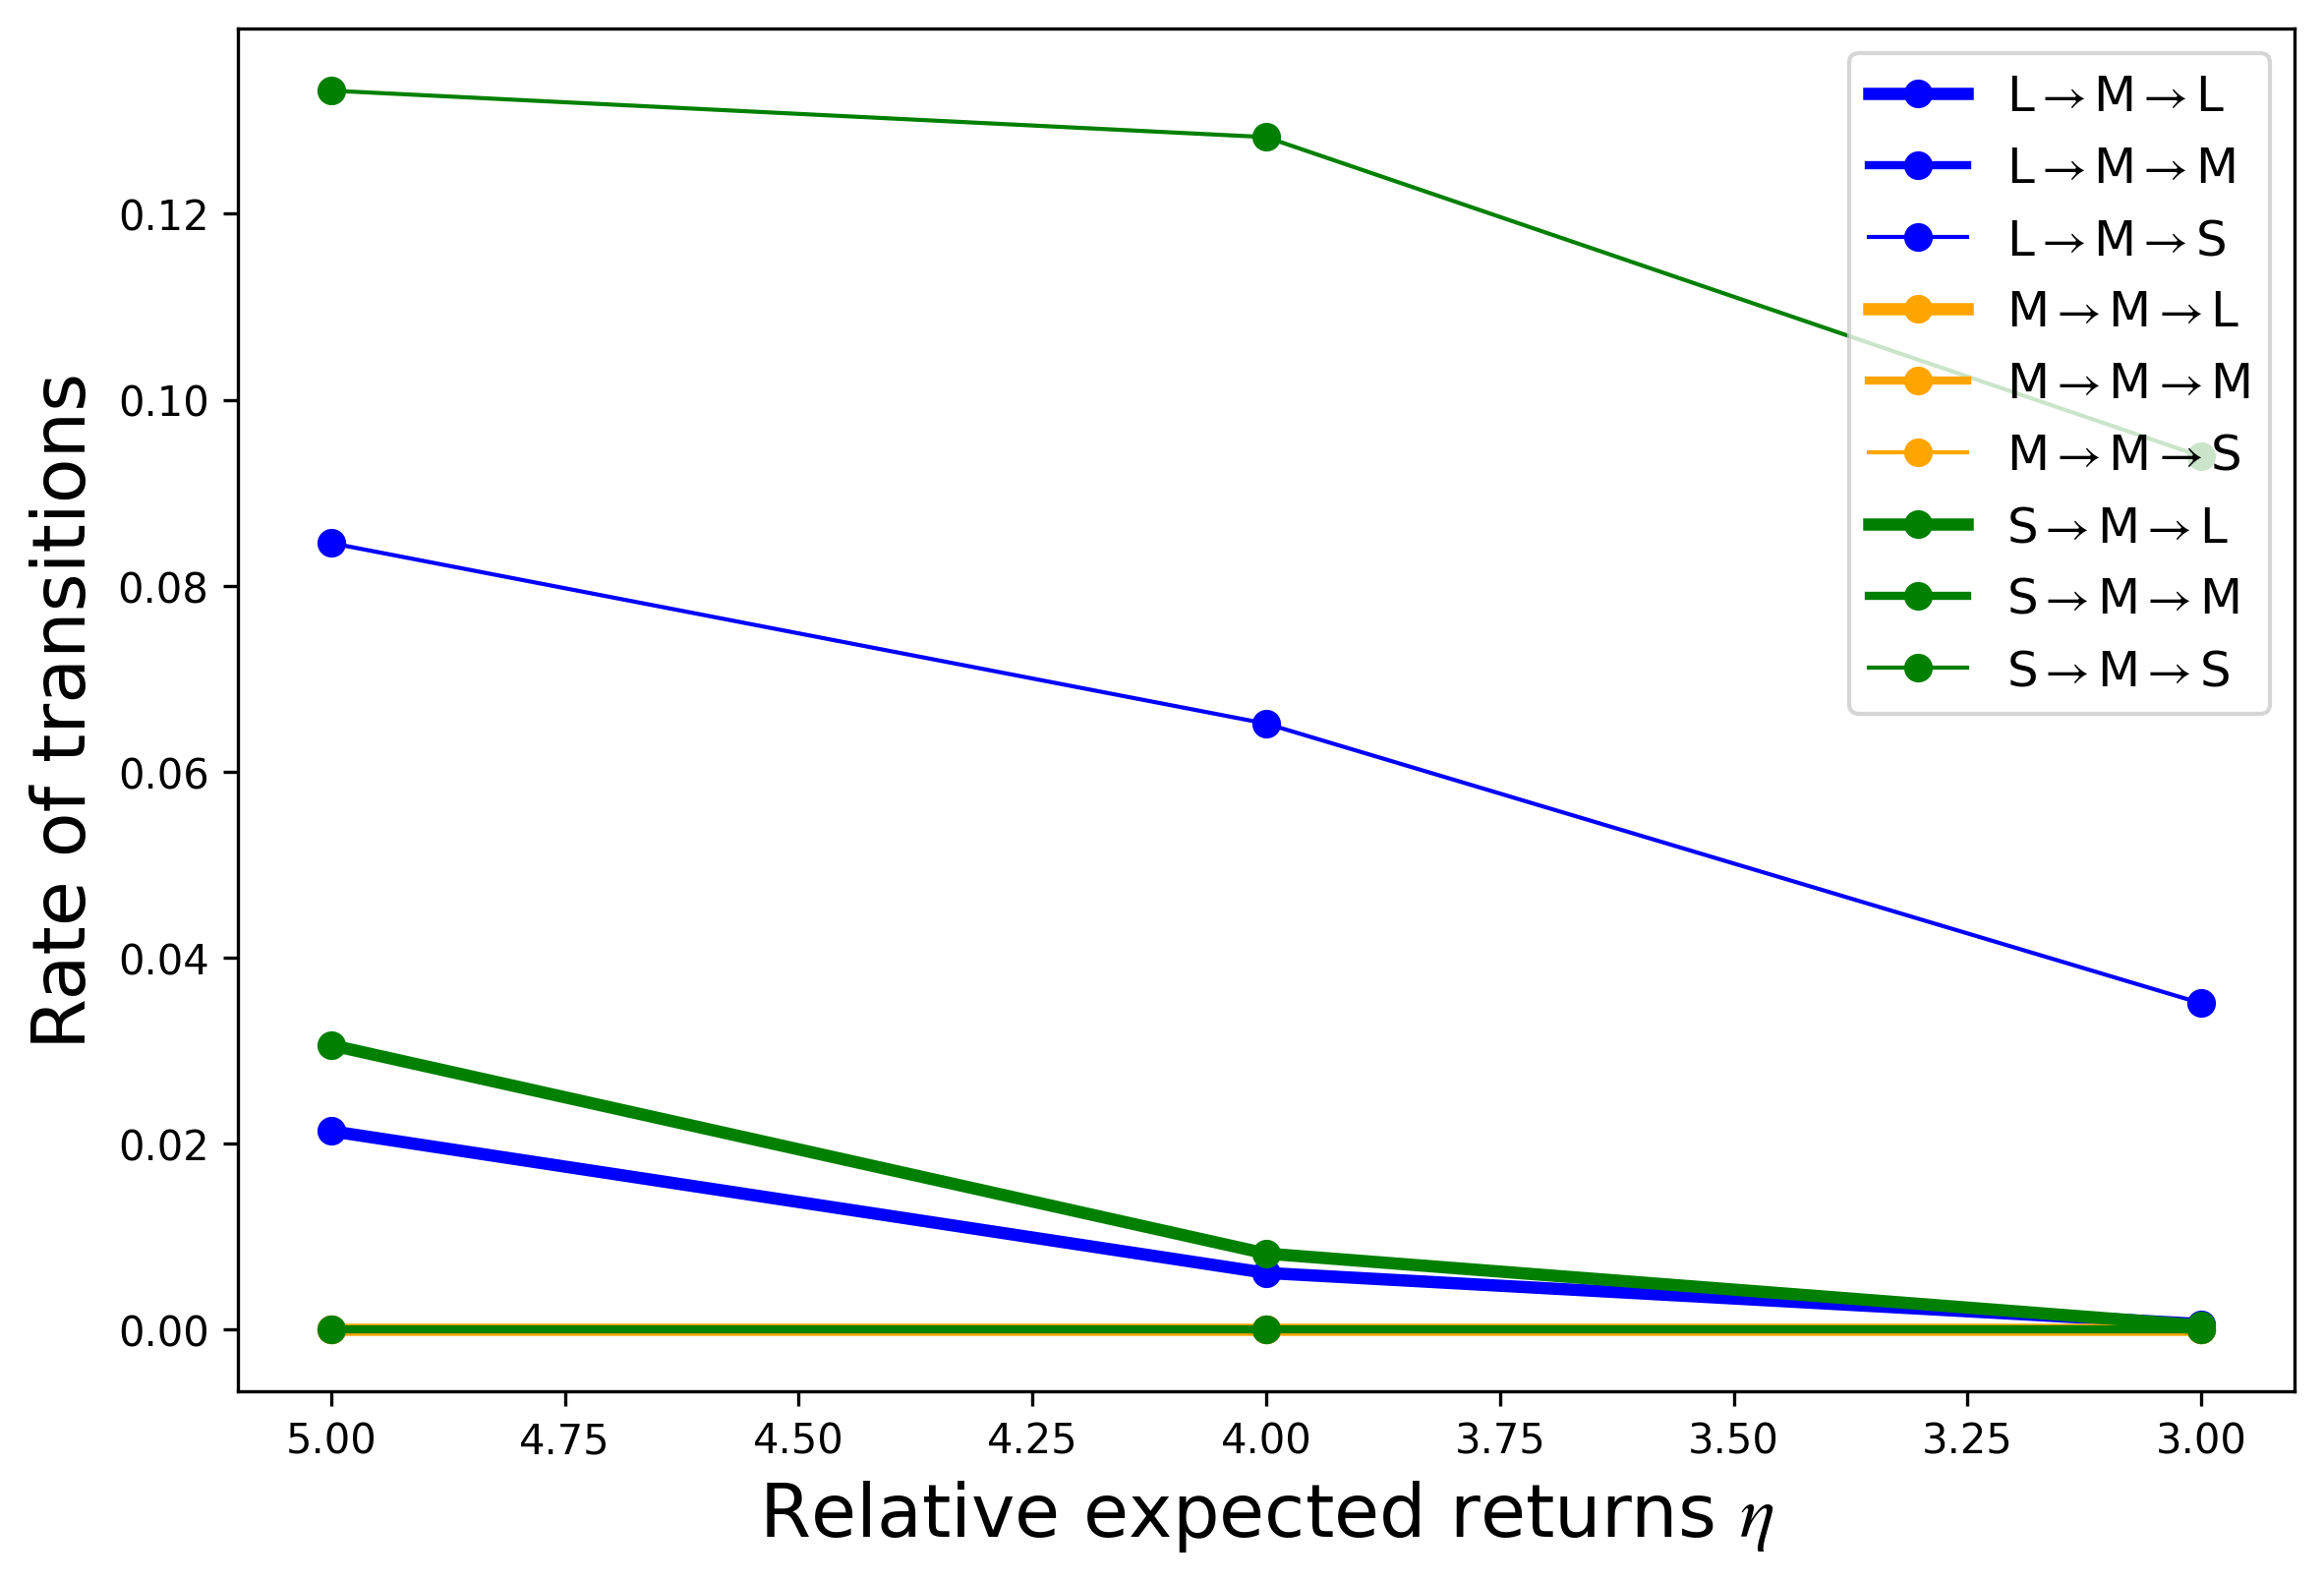 L→M→L
L→M→M
L→M→S
M→M→L
M→M→M
M→M→S
S→M→L
S→M→M
S→M→S
Rate of transitions
0.12
0.10
0.08
0.06
0.04
0.02
0.00
5.00 4.75 4.50 4.25 4.00 3.75 3.50 3.25 3.00
Relative expected returns η